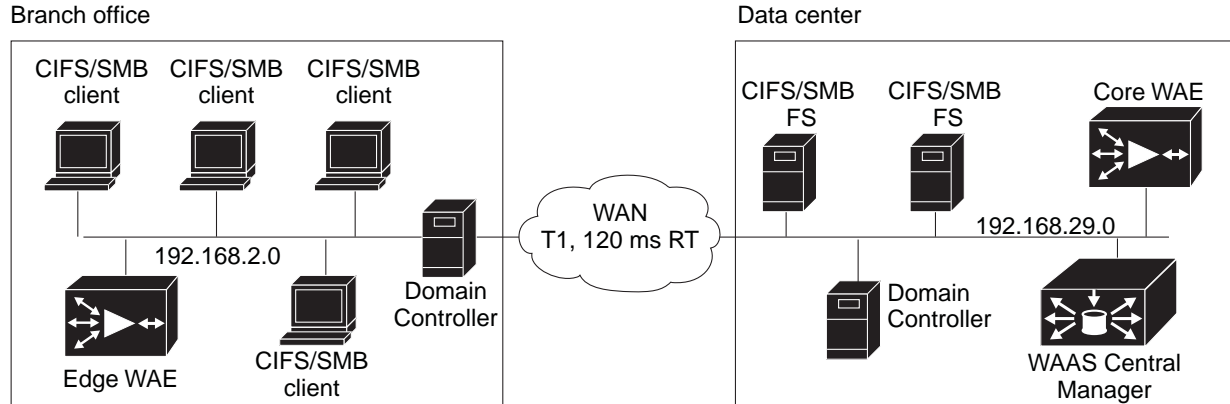 Branch office
CIFS/SMB
client
CIFS/SMB
client
CIFS/SMB
client
192.168.2.0
Edge WAE
CIFS/SMB
client
Domain
Controller
WAN
T1, 120 ms RT
Data center
CIFS/SMB
FS
CIFS/SMB
FS
Core WAE
192.168.29.0
Domain
Controller
WAAS Central
Manager